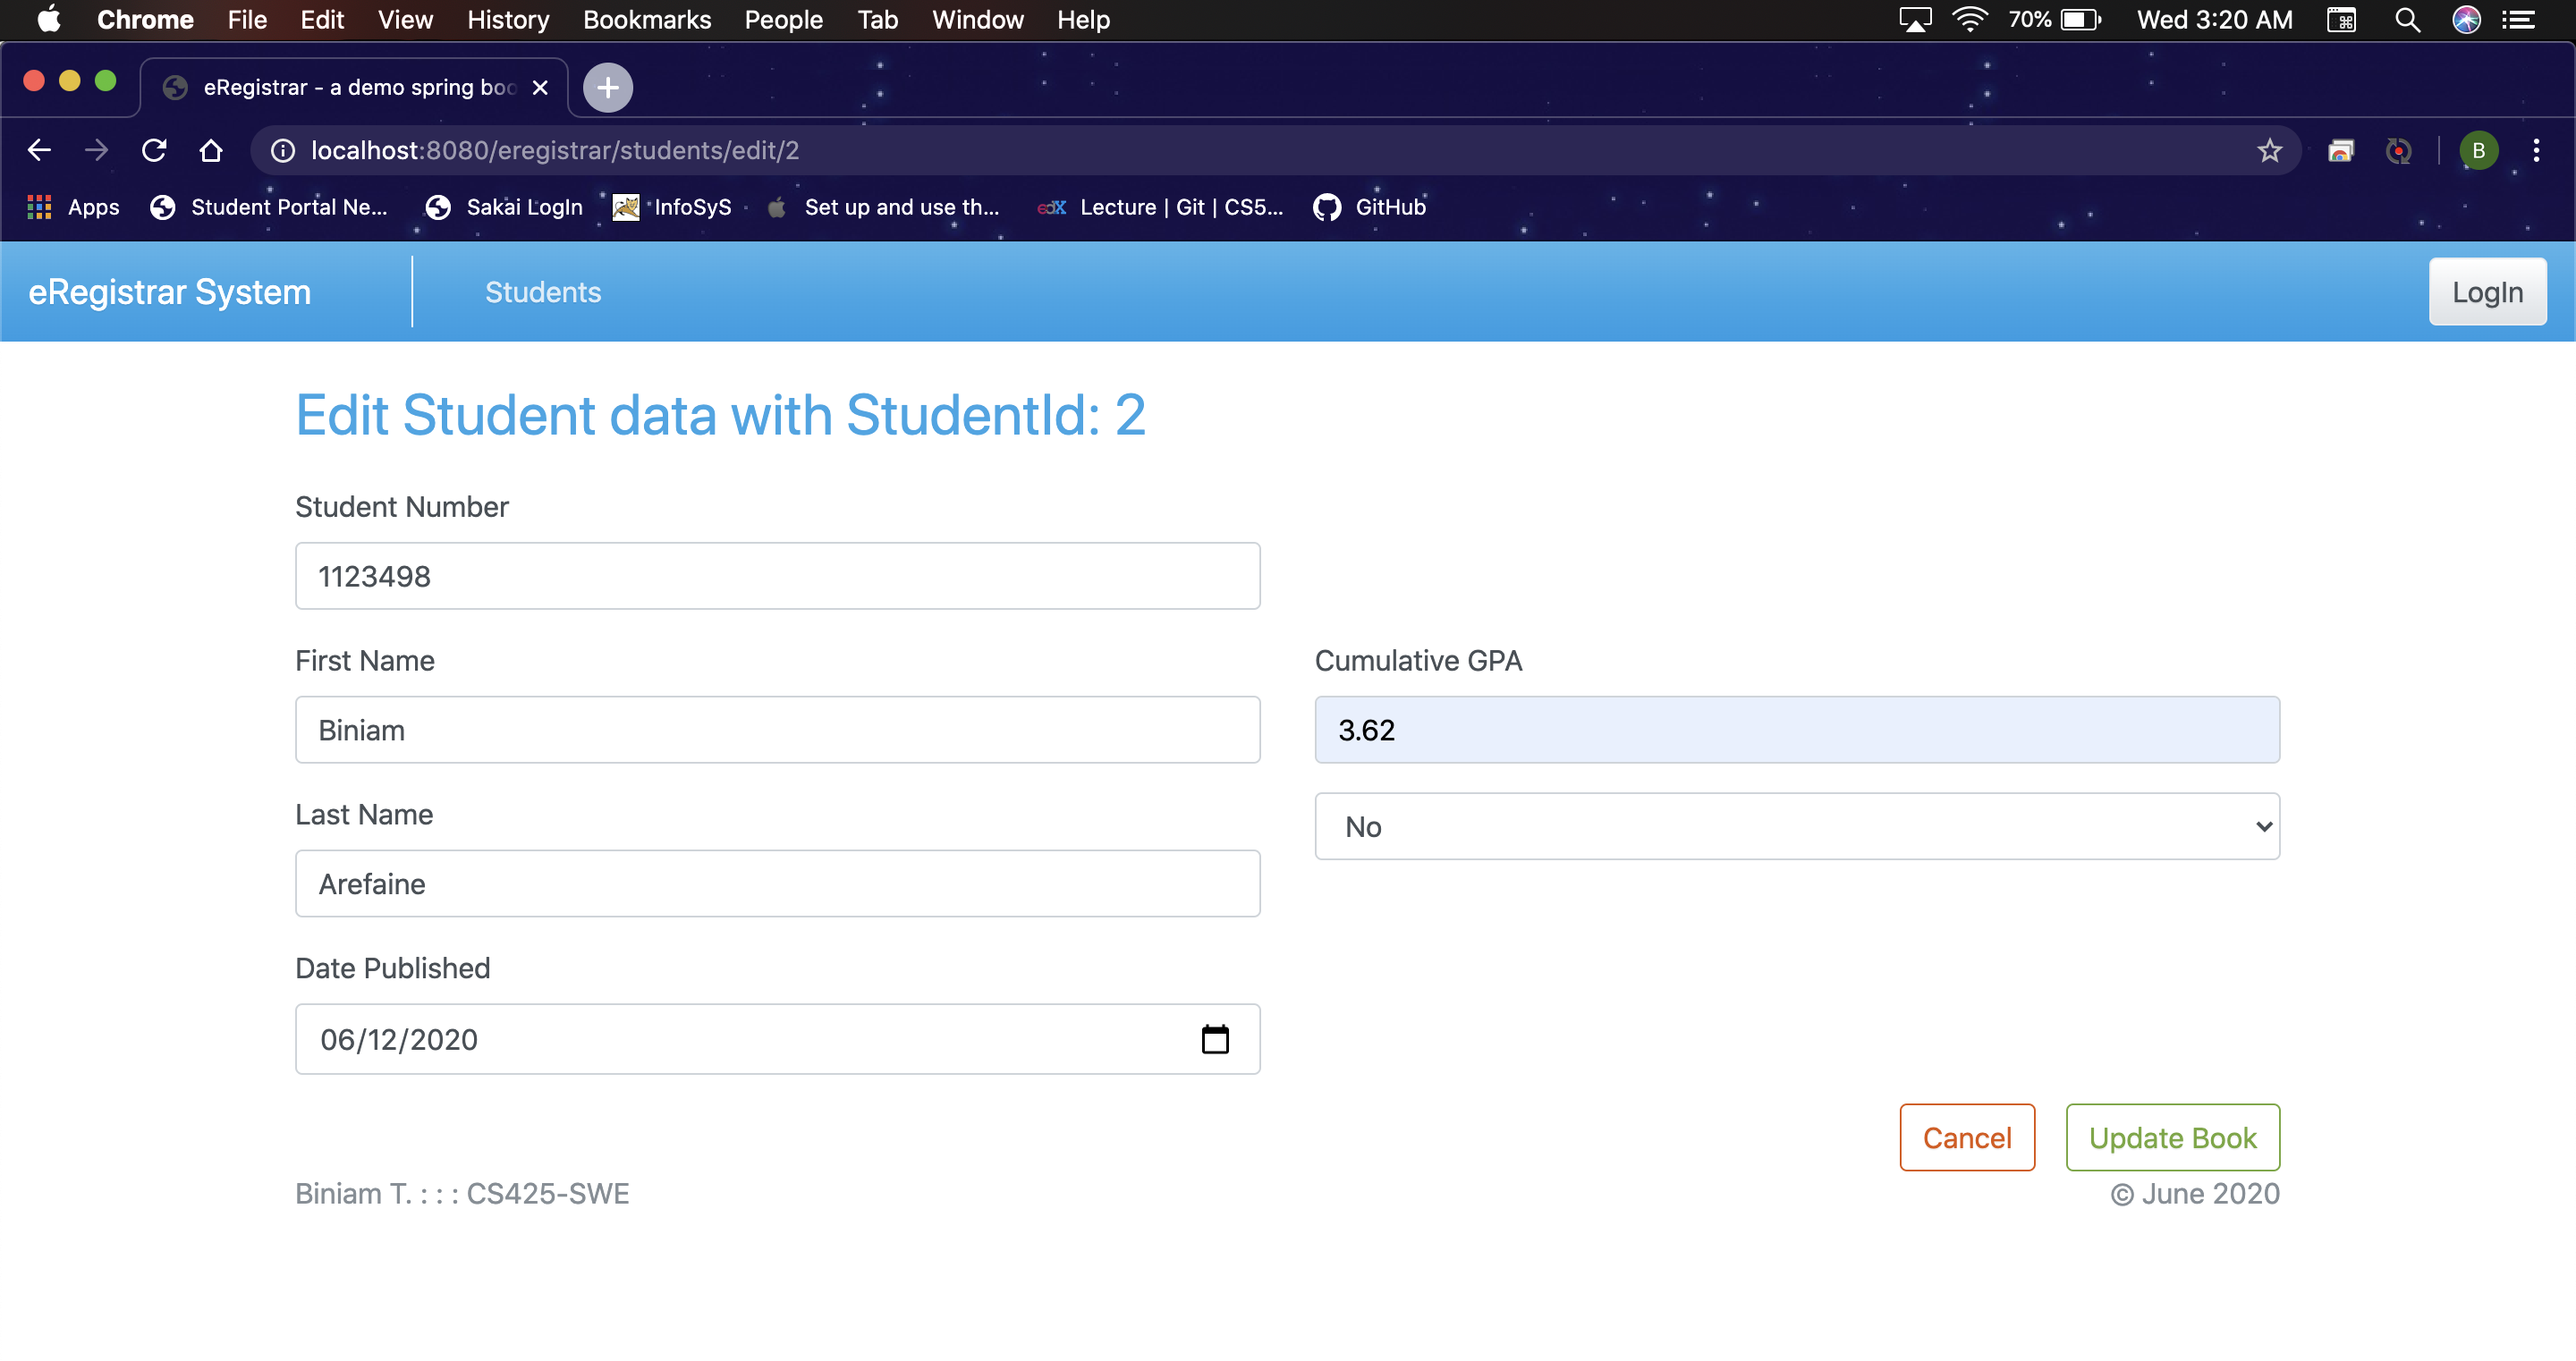 Chrome File Edit View History Bookmarks People Tab Window Help 70% Wed 3:20 AM
eRegistrar - a demo spring boo
localhost:8080/eregistrar/students/edit/2 B
Apps Student Portal Ne... Sakai LogIn InfoSyS Set up and use th... edX Lecture | Git | CS5... GitHub
eRegistrar System Students LogIn
Edit Student data with StudentId: 2
Student Number
1123498
First Name Cumulative GPA
Biniam 3.62
Last Name No
Arefaine
Date Published
06/12/2020
Cancel Update Book
Biniam T. : : : : CS425-SWE © June 2020